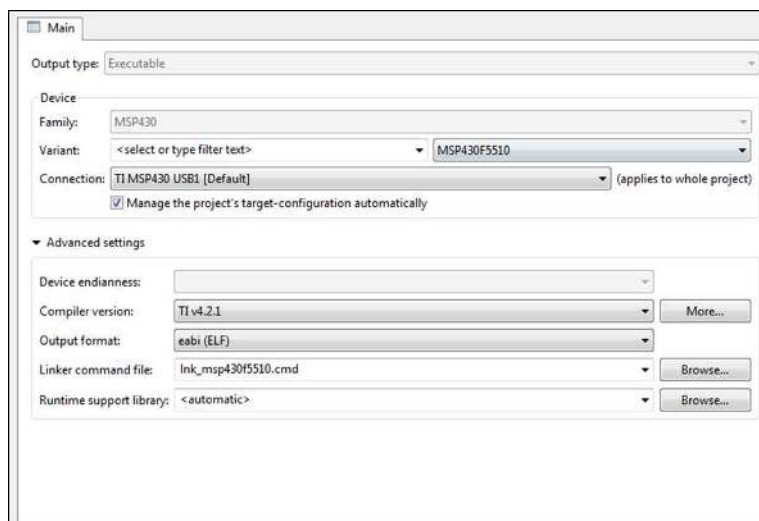 Main
Output type: Executable
Device
Family: MSP430
Variant: <select or type filter text> MSP430F5510
Connection: TI MSP430 USB1 [Default] (applies to whole project)
Manage the project's target-configuration automatically
Advanced settings
Device endianness:
Compiler version: TI v4.2.1 More...
Output format: eabi (ELF)
Linker command file: lnk_msp430f5510.cmd Browse...
Runtime support library: <automatic> Browse...